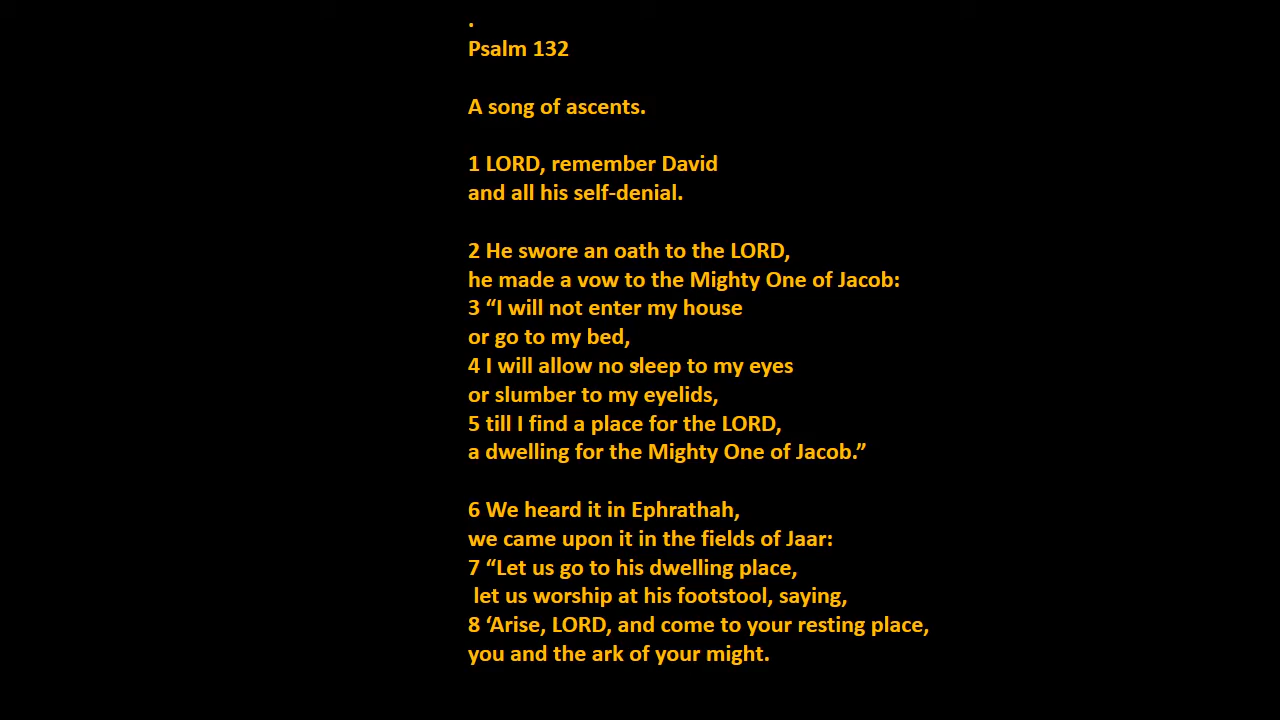 .
Psalm 132
A song of ascents.
1 LORD, remember David
and all his self-denial.
2 He swore an oath to the LORD,
he made a vow to the Mighty One of Jacob:
3 “I will not enter my house
or go to my bed,
4 I will allow no sleep to my eyes
or slumber to my eyelids,
5 till I find a place for the LORD,
a dwelling for the Mighty One of Jacob.”
6 We heard it in Ephrathah,
we came upon it in the fields of Jaar:
7 “Let us go to his dwelling place,
let us worship at his footstool, saying,
8 ‘Arise, LORD, and come to your resting place,
you and the ark of your might.